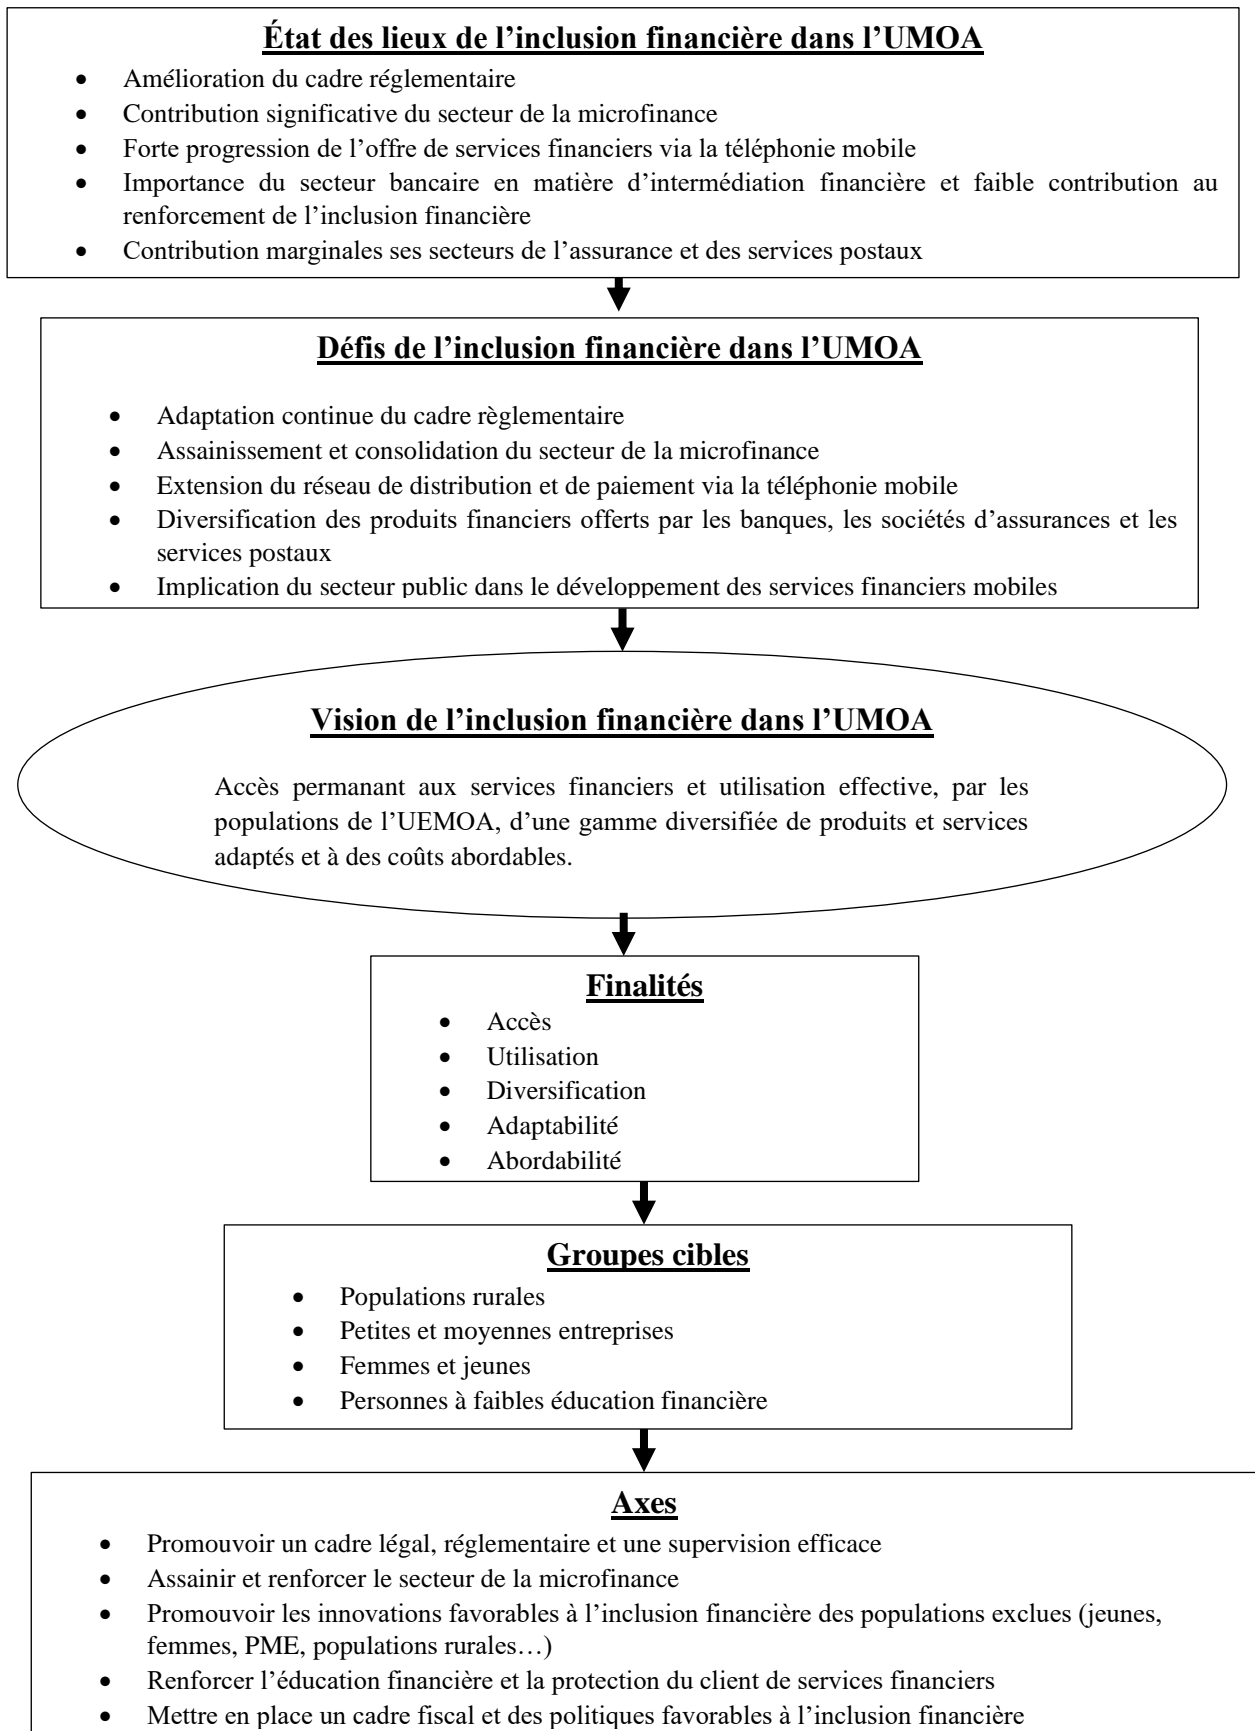 État des lieux de l’inclusion financière dans l’UMOA
• Amélioration du cadre réglementaire
• Contribution significative du secteur de la microfinance
• Forte progression de l’offre de services financiers via la téléphonie mobile
• Importance du secteur bancaire en matière d’intermédiation financière et faible contribution au
renforcement de l’inclusion financière
• Contribution marginales ses secteurs de l’assurance et des services postaux
Défis de l’inclusion financière dans l’UMOA
• Adaptation continue du cadre règlementaire
• Assainissement et consolidation du secteur de la microfinance
• Extension du réseau de distribution et de paiement via la téléphonie mobile
• Diversification des produits financiers offerts par les banques, les sociétés d’assurances et les
services postaux
• Implication du secteur public dans le développement des services financiers mobiles
Vision de l’inclusion financière dans l’UMOA
Accès permanant aux services financiers et utilisation effective, par les
populations de l’UEMOA, d’une gamme diversifiée de produits et services
adaptés et à des coûts abordables.
Finalités
• Accès
• Utilisation
• Diversification
• Adaptabilité
• Abordabilité
Groupes cibles
• Populations rurales
• Petites et moyennes entreprises
• Femmes et jeunes
• Personnes à faibles éducation financière
Axes
• Promouvoir un cadre légal, réglementaire et une supervision efficace
• Assainir et renforcer le secteur de la microfinance
• Promouvoir les innovations favorables à l’inclusion financière des populations exclues (jeunes,
femmes, PME, populations rurales…)
• Renforcer l’éducation financière et la protection du client de services financiers
• Mettre en place un cadre fiscal et des politiques favorables à l’inclusion financière